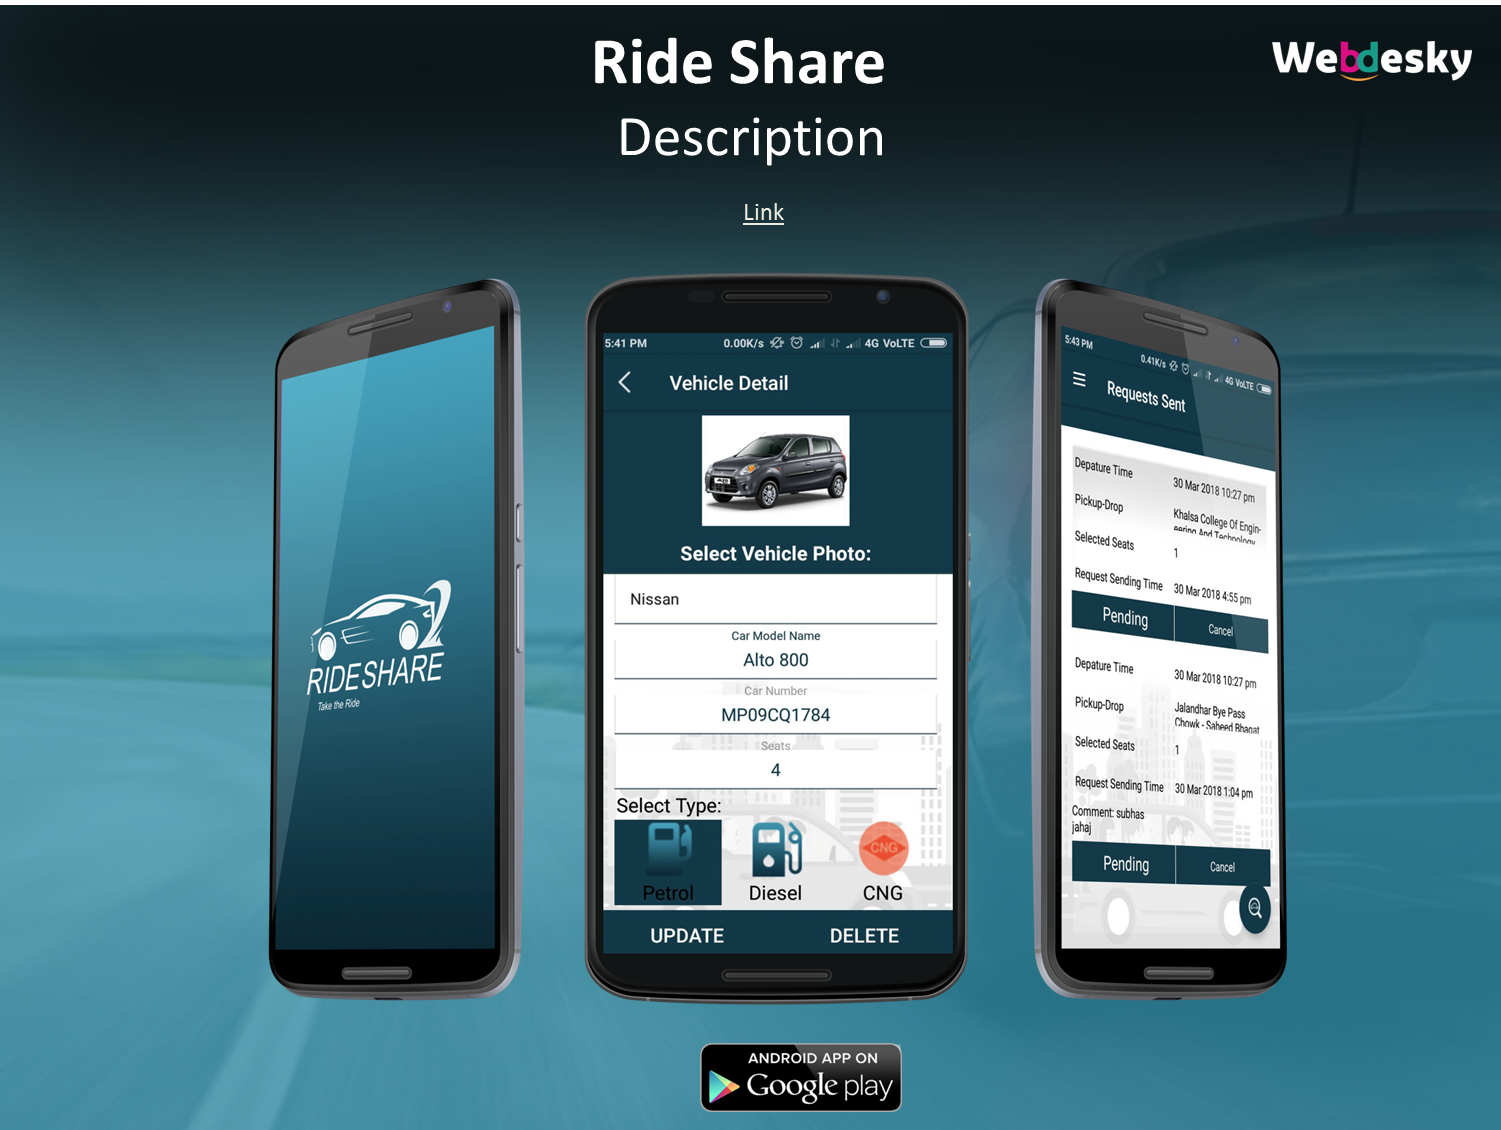 Ride Share
Webdesky
Description
Link
RIDESHARE
Take the Ride
5:41 PM 0.00K/s 4G VoLTE
Vehicle Detail
Select Vehicle Photo:
Nissan
Car Model Name
Alto 800
Car Number
MP09CQ1784
Seats
4
Select Type:
Petrol Diesel CNG CNG
UPDATE DELETE
5:43 PM 0.41K/s 4G VoLTE
Requests Sent
Depature Time 30 Mar 2018 10:27 pm
Pickup-Drop Khalsa College Of Engin-
eering And Technology
Selected Seats 1
Request Sending Time 30 Mar 2018 4:55 pm
Pending Cancel
Depature Time 30 Mar 2018 10:27 pm
Pickup-Drop Jalandhar Bye Pass
Chowk - Saheed Bhagat
Selected Seats 1
Request Sending Time 30 Mar 2018 1:04 pm
Comment: subhas
jahaj
Pending Cancel
ANDROID APP ON
Google play